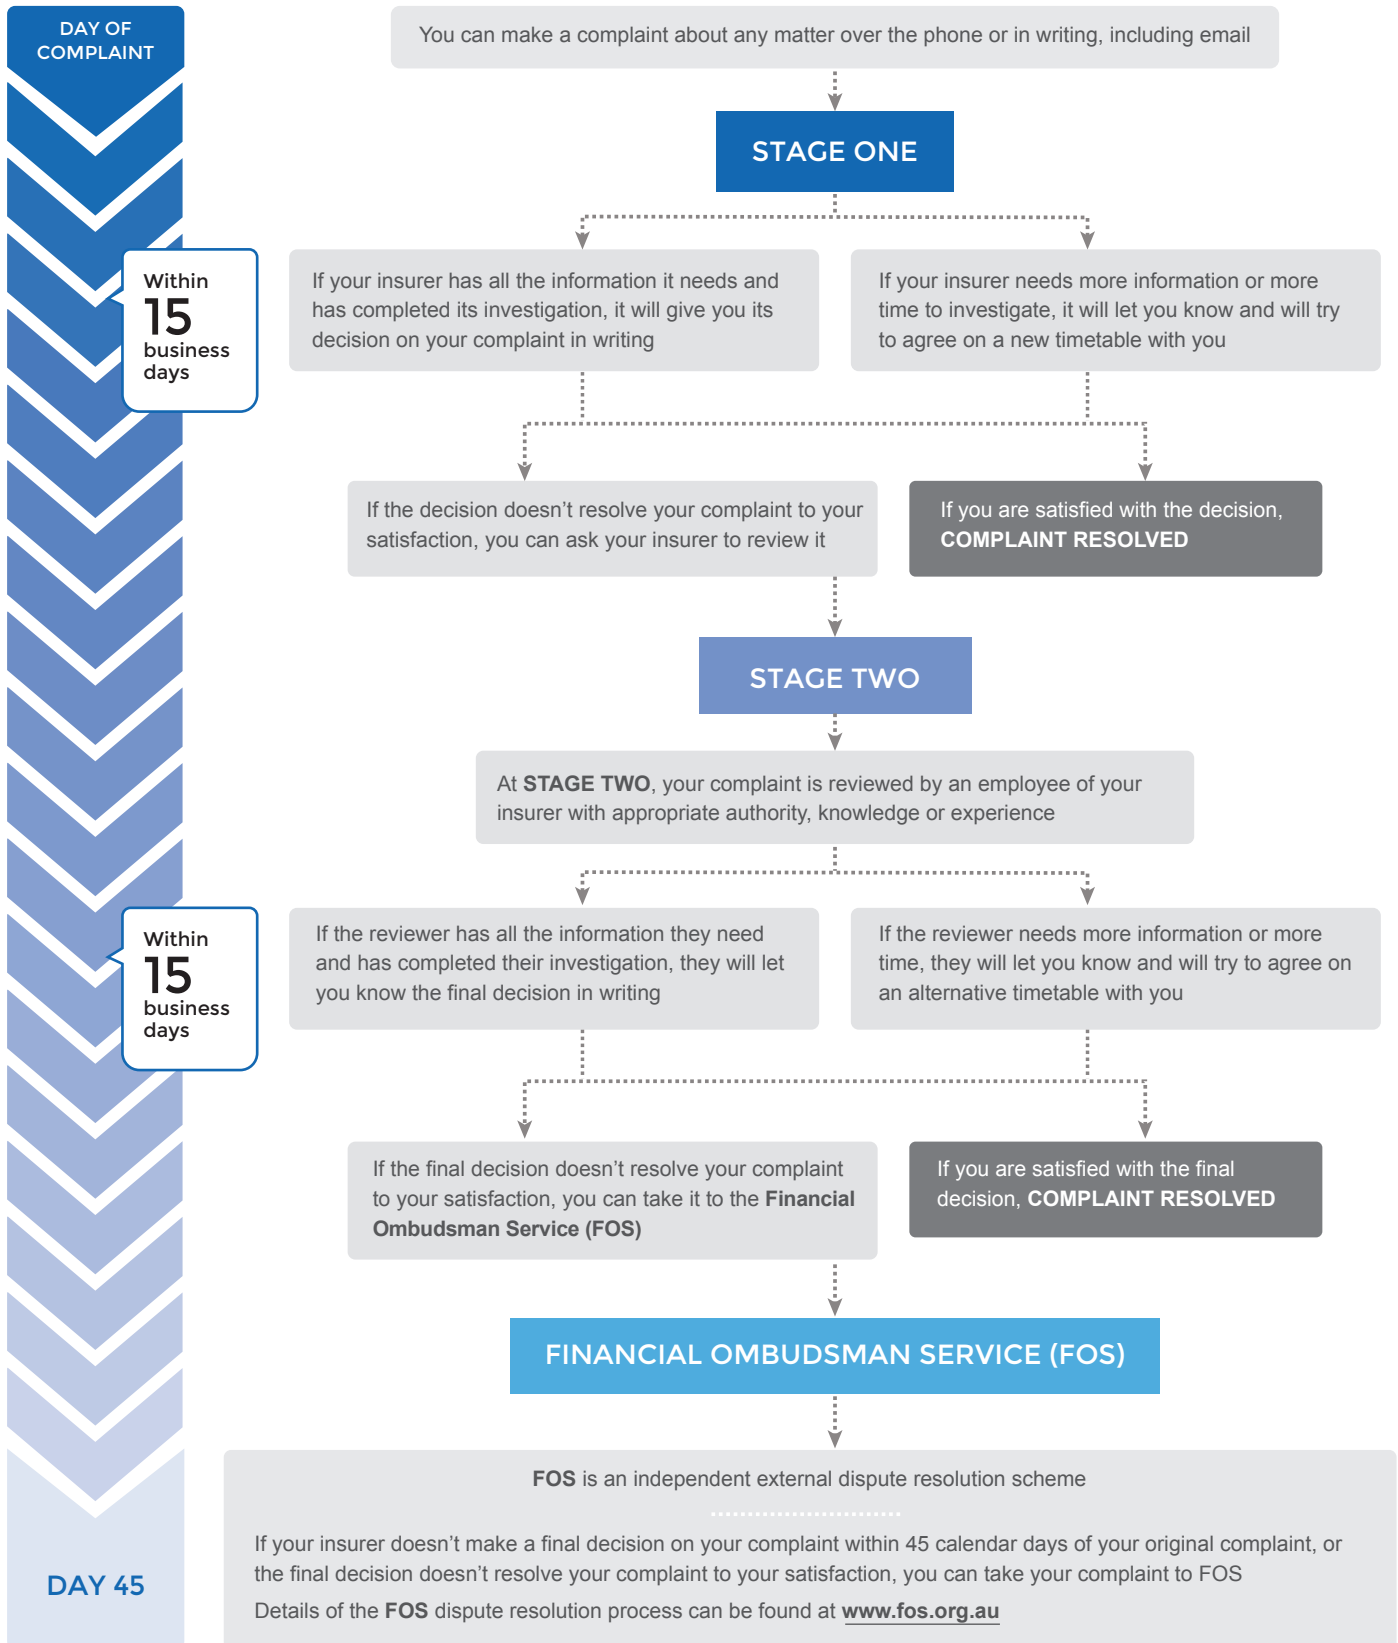 DAY OF
COMPLAINT
You can make a complaint about any matter over the phone or in writing, including email
STAGE ONE
Within
15
business
days
If your insurer has all the information it needs and
has completed its investigation, it will give you its
decision on your complaint in writing
If your insurer needs more information or more
time to investigate, it will let you know and will try
to agree on a new timetable with you
If the decision doesn’t resolve your complaint to your
satisfaction, you can ask your insurer to review it
If you are satisfied with the decision,
COMPLAINT RESOLVED
STAGE TWO
At STAGE TWO, your complaint is reviewed by an employee of your
insurer with appropriate authority, knowledge or experience
Within
15
business
days
If the reviewer has all the information they need
and has completed their investigation, they will let
you know the final decision in writing
If the reviewer needs more information or more
time, they will let you know and will try to agree on
an alternative timetable with you
If the final decision doesn’t resolve your complaint
to your satisfaction, you can take it to the Financial
Ombudsman Service (FOS)
If you are satisfied with the final
decision, COMPLAINT RESOLVED
FINANCIAL OMBUDSMAN SERVICE (FOS)
FOS is an independent external dispute resolution scheme
If your insurer doesn’t make a final decision on your complaint within 45 calendar days of your original complaint, or
the final decision doesn’t resolve your complaint to your satisfaction, you can take your complaint to FOS
Details of the FOS dispute resolution process can be found at www.fos.org.au
DAY 45